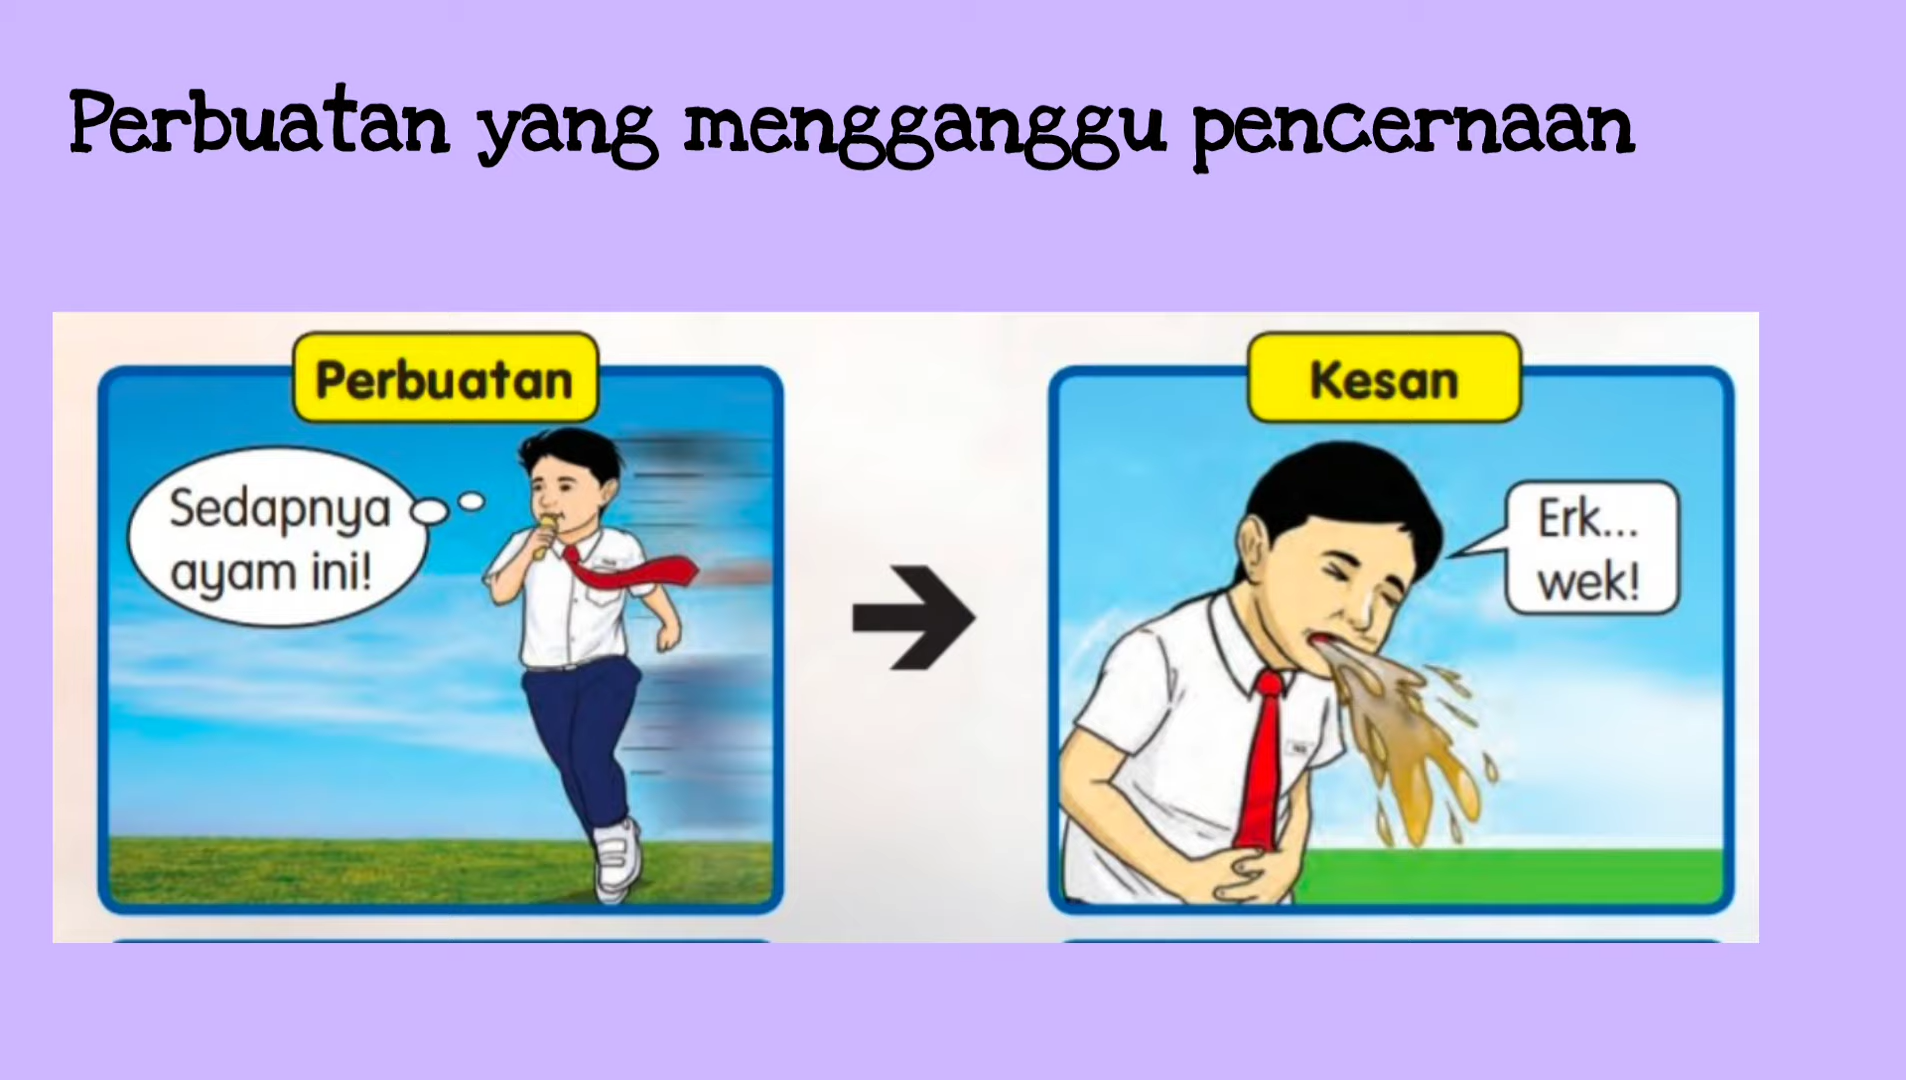 Perbuatan yang mengganggu pencernaan
Perbuatan
Sedapnya
ayam ini!
Kesan
Erk...
wek!